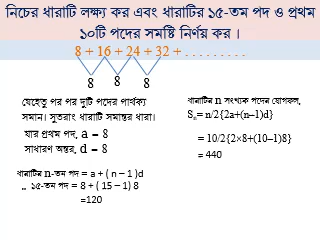 নিচের ধারাটি লক্ষ্য কর এবং ধারাটির ১৫-তম পদ ও প্রথম
১০টি পদের সমষ্টি নির্ণয় কর ।
8 + 16 + 24 + 32 + . . . . . . . . .
8 8 8
যেহেতু পর পর দুটি পদের পার্থক্য
সমান। সুতরাং ধারাটি সমান্তর ধারা।
যার প্রথম পদ, a = 8
সাধারণ অন্তর, d = 8
ধারাটির n-তম পদ = a + ( n – 1 )d
∴ ১৫-তম পদ = 8 + ( 15 – 1) 8
=120
ধারাটির n সংখ্যক পদের যোগফল,
Sₙ= n/2{2a+(n–1)d}
= 10/2{2×8+(10–1)8}
= 440